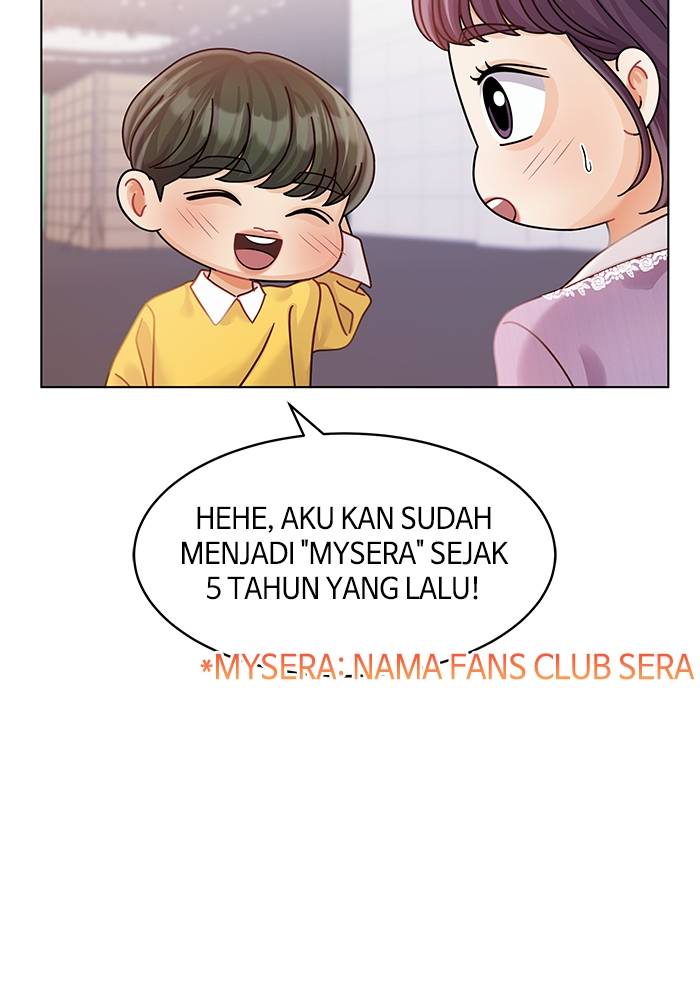 HEHE, AKU KAN SUDAH
MENJADI "MYSERA" SEJAK
5 TAHUN YANG LALU!
*MYSERA: NAMA FANS CLUB SERA